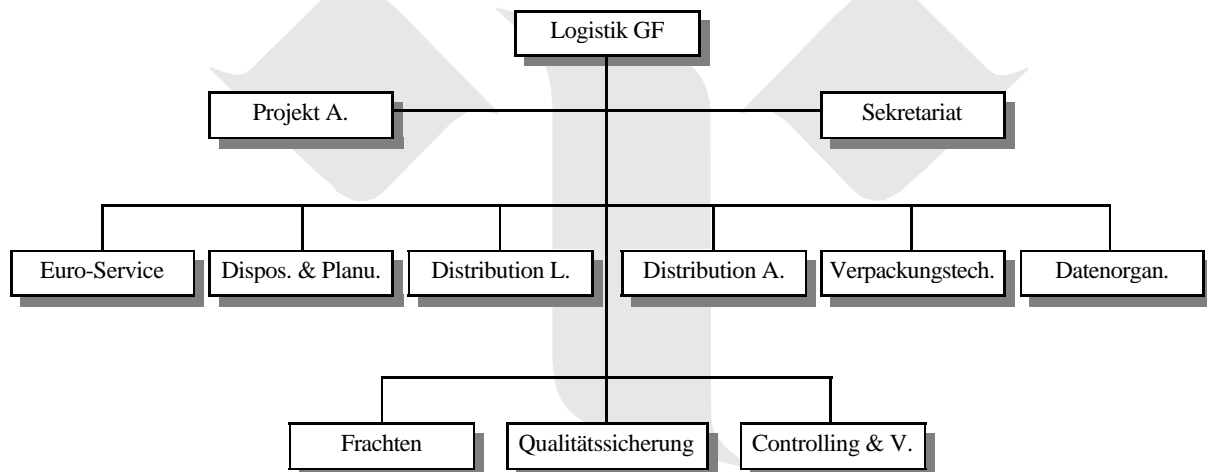 Logistik GF
Projekt A.
Sekretariat
Euro-Service
Dispos. & Planu.
Distribution L.
Distribution A.
Verpackungstech.
Datenorgan.
Frachten
Qualitätssicherung
Controlling & V.